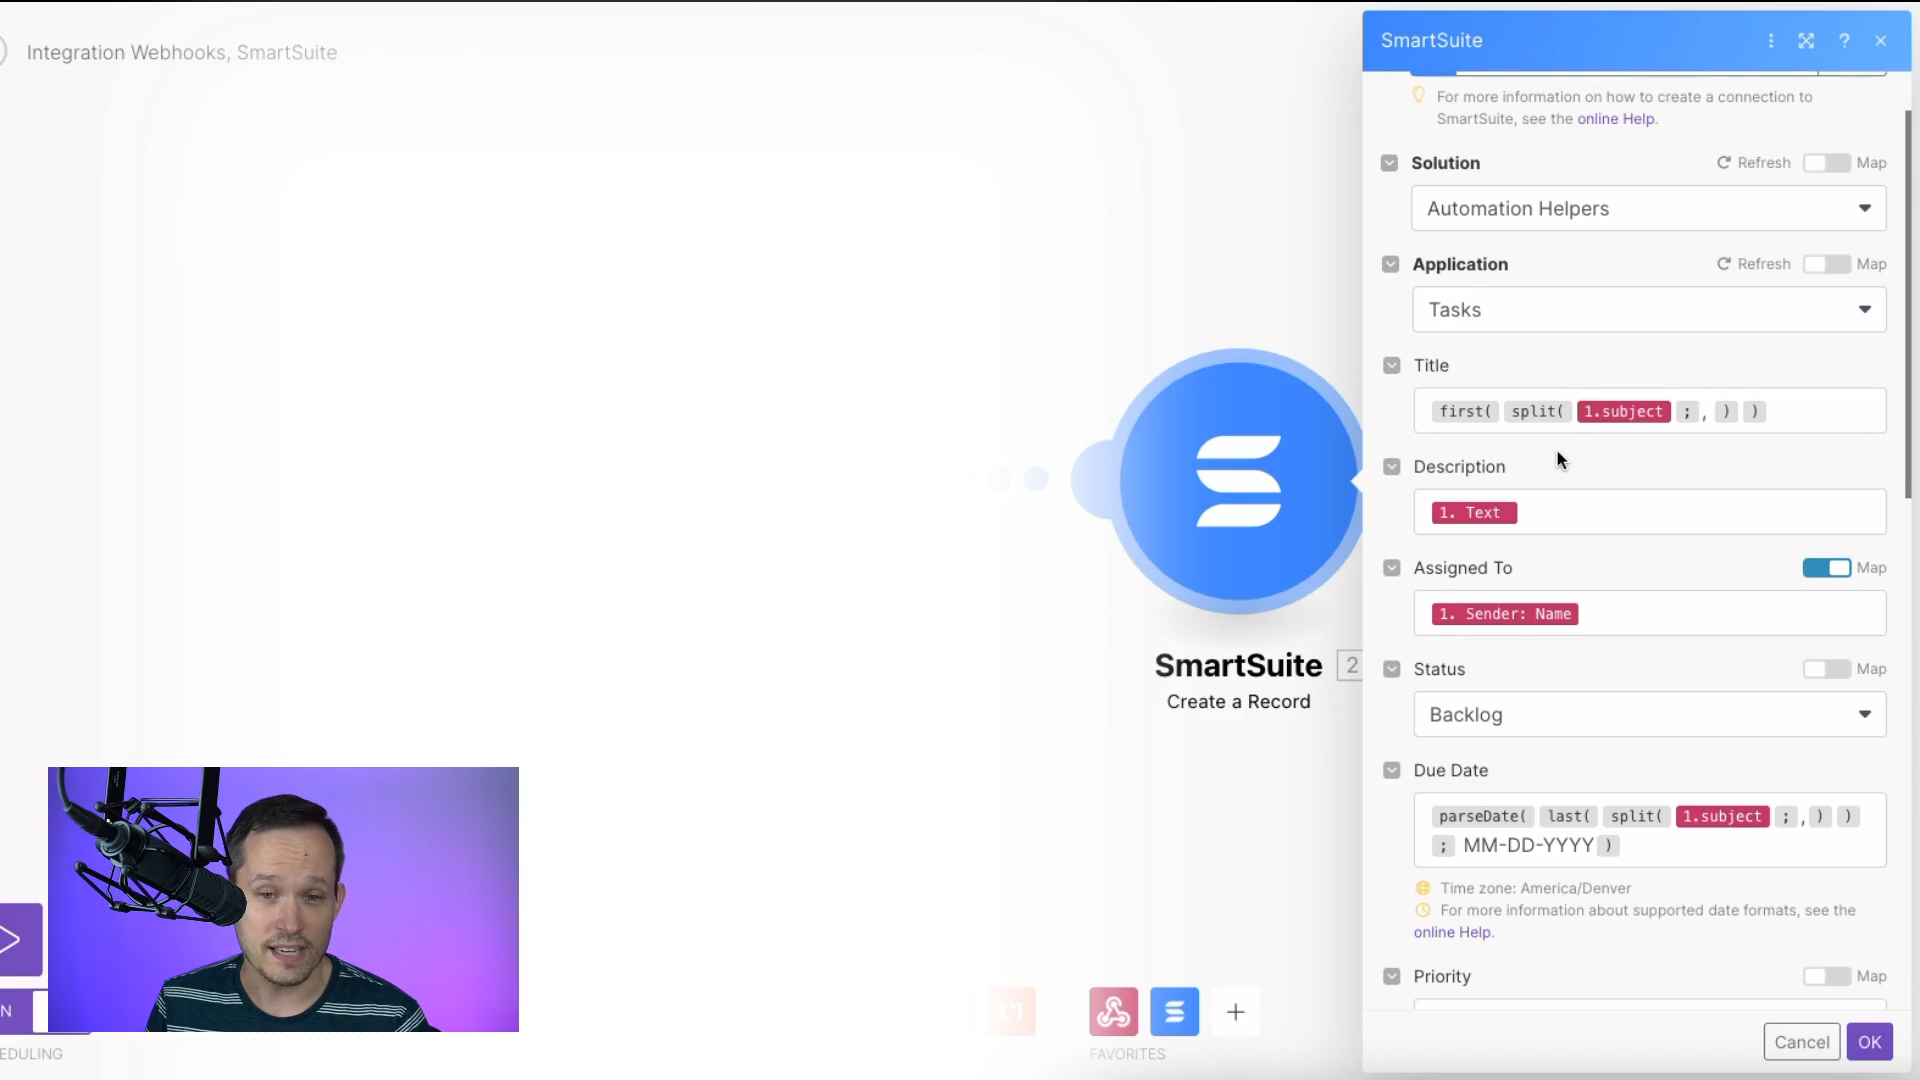 Integration Webhooks, SmartSuite
SmartSuite
?
For more information on how to create a connection to
SmartSuite, see the online Help.
Solution
Refresh
Map
Automation Helpers
Application
Refresh
Map
Tasks
Title
first( split( 1.subject ; , ) )
Description
1. Text
Assigned To
Map
1. Sender: Name
Status
Map
Backlog
Due Date
parseDate( last( split( 1.subject ; , ) )
; MM-DD-YYYY )
Time zone: America/Denver
For more information about supported date formats, see the
online Help.
Priority
Map
Cancel
OK
SmartSuite 2
Create a Record
N
EDULING
FAVORITES